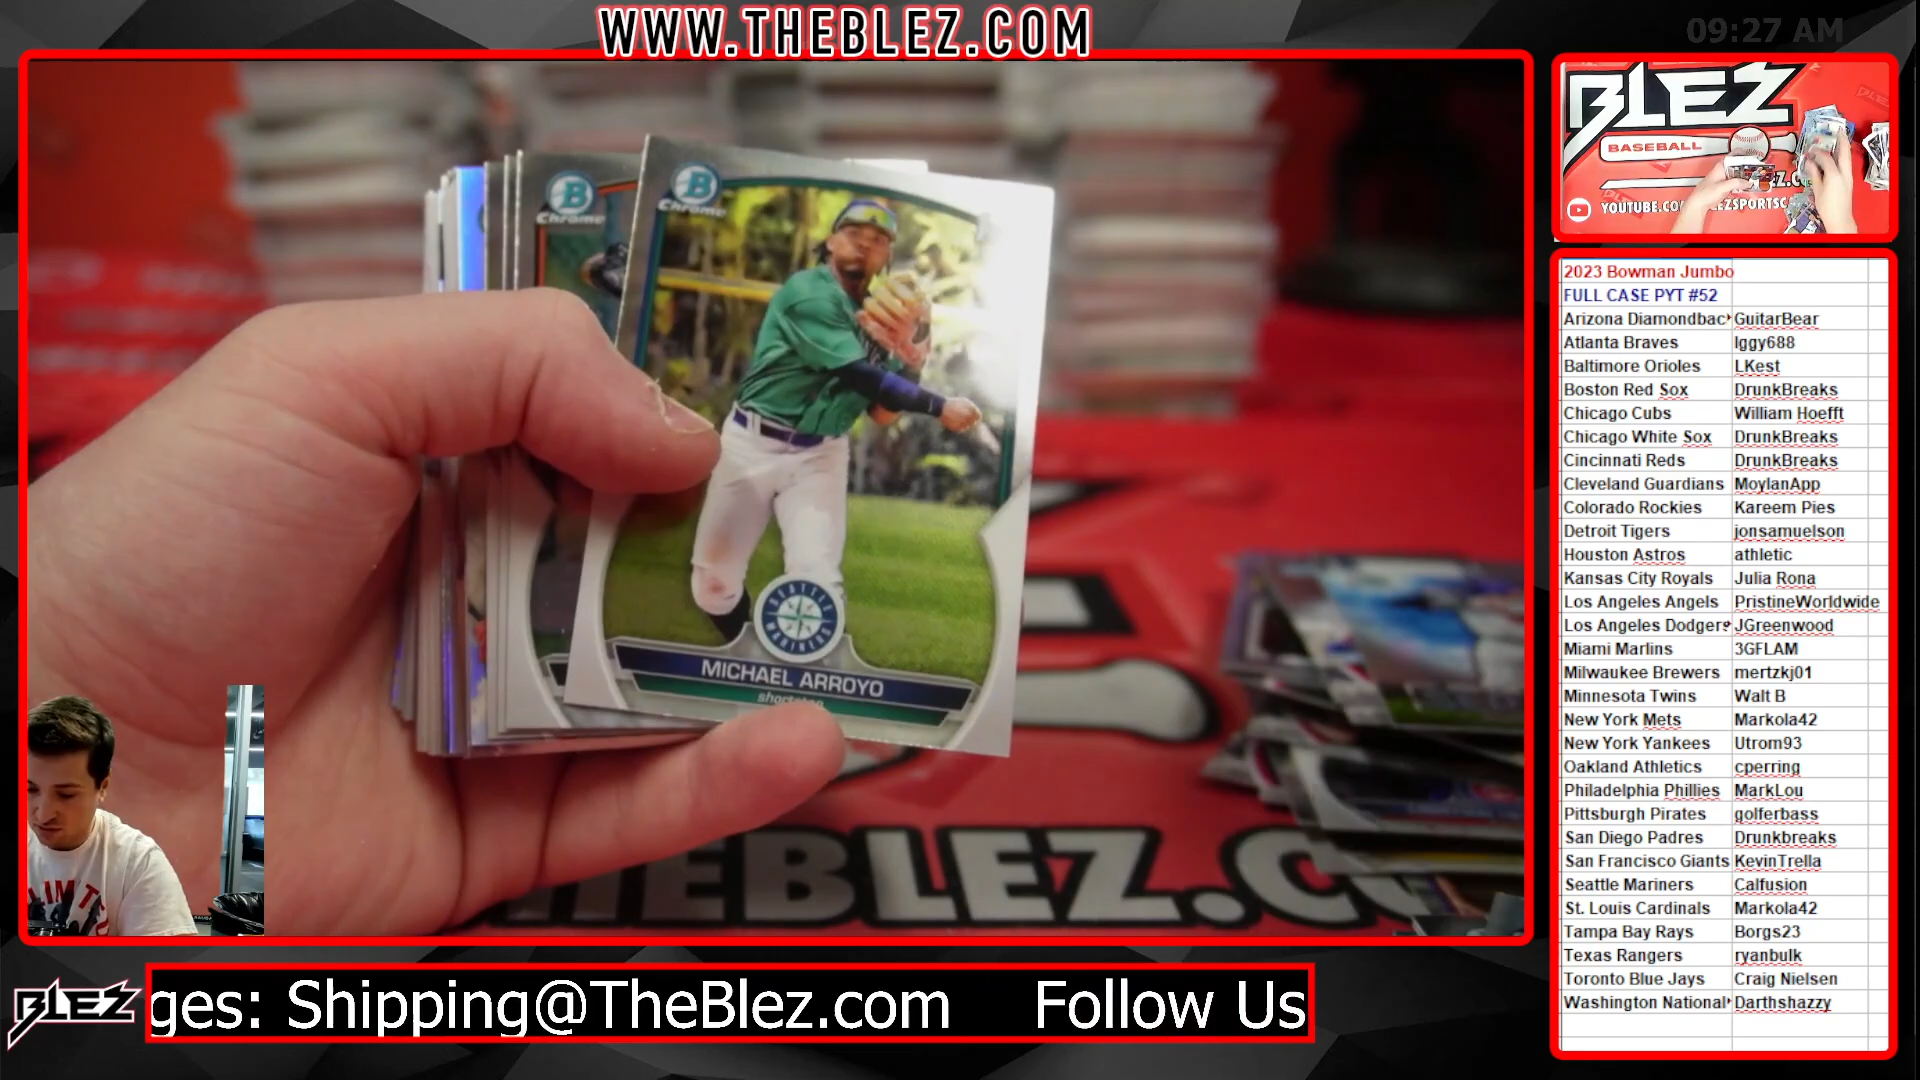 WWW.THEBLEZ.COM
09:27 AM
B
Chrome
B
Chrome
SEATTLE
MARINERS
MICHAEL ARROYO
shortstop
BLEZ
BASEBALL
2023 Bowman Jumbo
FULL CASE PYT #52
Arizona Diamondbac GuitarBear
Atlanta Braves Iggy688
Baltimore Orioles LKest
Boston Red Sox DrunkBreaks
Chicago Cubs William Hoefft
Chicago White Sox DrunkBreaks
Cincinnati Reds DrunkBreaks
Cleveland Guardians MoylanApp
Colorado Rockies Kareem Pies
Detroit Tigers jonsamuelson
Houston Astros athletic
Kansas City Royals Julia Rona
Los Angeles Angels PristineWorldwide
Los Angeles Dodgers JGreenwood
Miami Marlins 3GFLAM
Milwaukee Brewers mertzkj01
Minnesota Twins Walt B
New York Mets Markola42
New York Yankees Utrom93
Oakland Athletics cperring
Philadelphia Phillies MarkLou
Pittsburgh Pirates golferbass
San Diego Padres Drunkbreaks
San Francisco Giants KevinTrella
Seattle Mariners Calfusion
St. Louis Cardinals Markola42
Tampa Bay Rays Borgs23
Texas Rangers ryanbulk
Toronto Blue Jays Craig Nielsen
Washington National Darthshazzy
BLEZ
ges: Shipping@TheBlez.com Follow Us